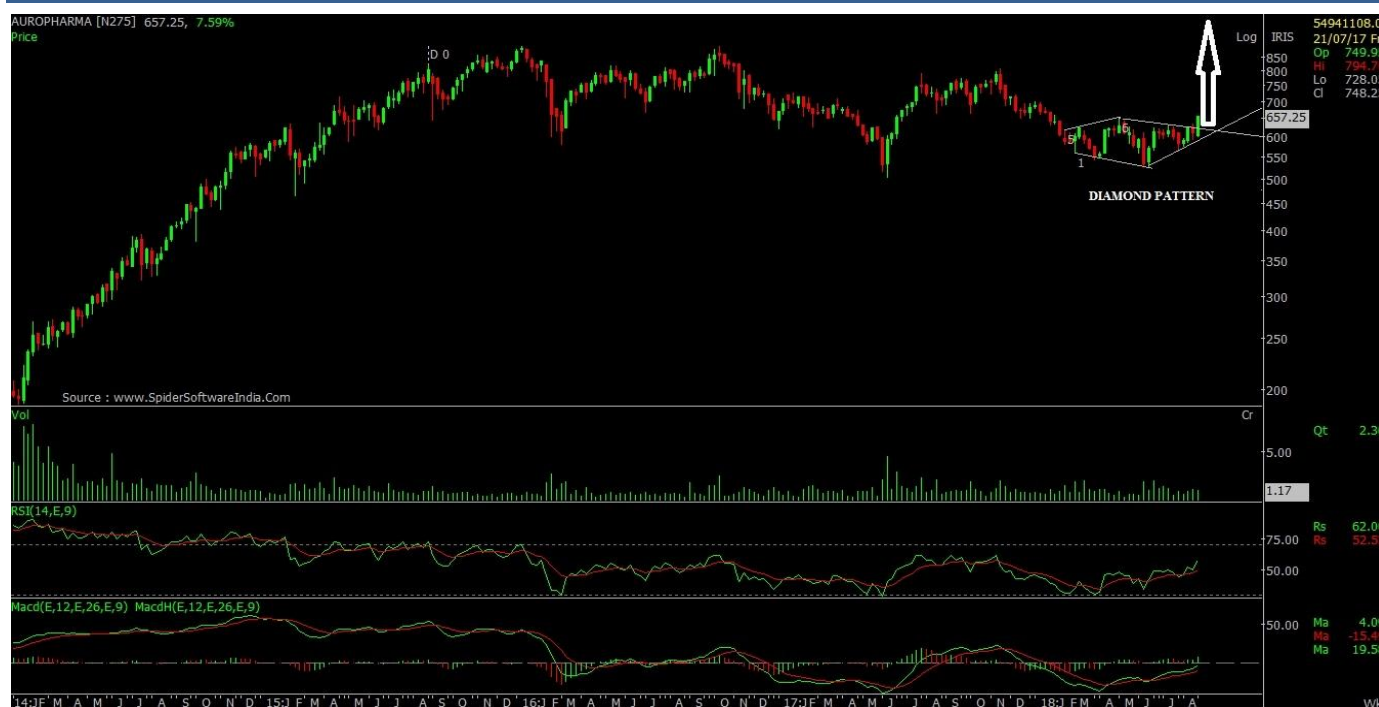 AUROPHARMA [N275] 657.25, 7.59%
Price
D 0
Log
IRIS
54941108.0
21/07/17 Fr
Op 749.9
Hi 794.7
Lo 728.0
Cl 748.2
850
800
750
700
657.25
600
550
500
450
400
350
300
250
200
5
5
1
DIAMOND PATTERN
Source : www.SpiderSoftwareIndia.Com
Vol
Cr
Qt 2.3
5.00
1.17
RSI(14,E,9)
Rs 62.0
Rs 52.5
75.00
50.00
Macd(E,12,E,26,E,9) MacdH(E,12,E,26,E,9)
50.00
Ma 4.0
Ma -15.4
Ma 19.5
14:JF M A M J J A S O N D 15:J F M A M J J A S O N D 16:J F M A M J J A S O N D 17:JF M A M J J A S O N D 18:J F M A M J J A
Wk